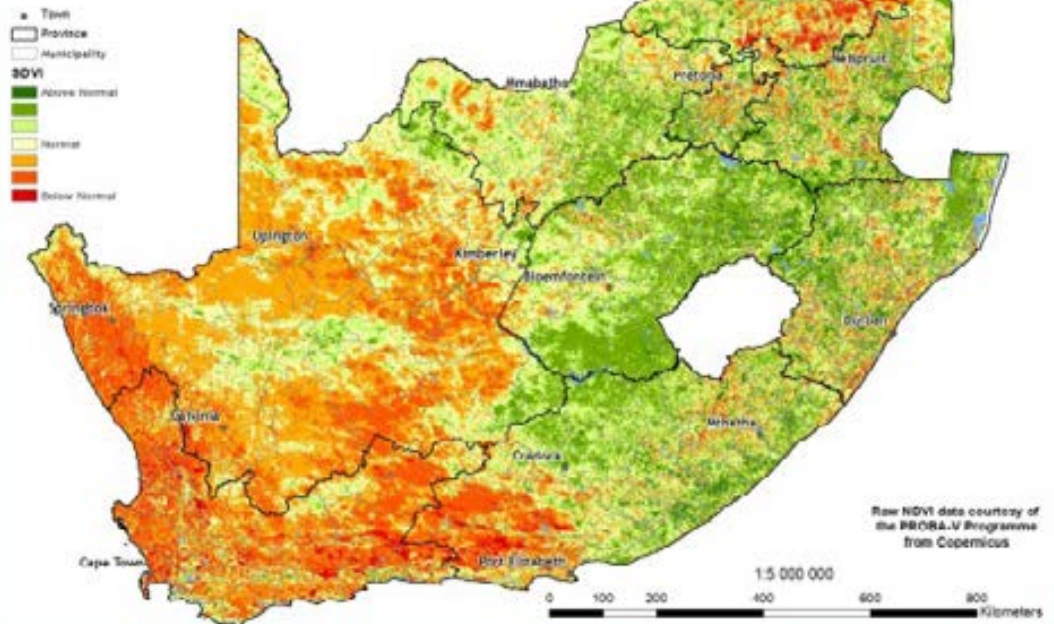 Town
Province
Municipality
SDVI
Above Normal
Normal
Below Normal
Mmabatho
Pretoria
Nelspruit
Upington
Kimberley
Bloemfontein
Springbok
Durban
Calvinia
Mthatha
Cradock
Cape Town
Port Elizabeth
Raw NDVI data courtesy of
the PROBA-V Programme
from Copernicus
1:5 000 000
0 100 200 400 600 800
Kilometers